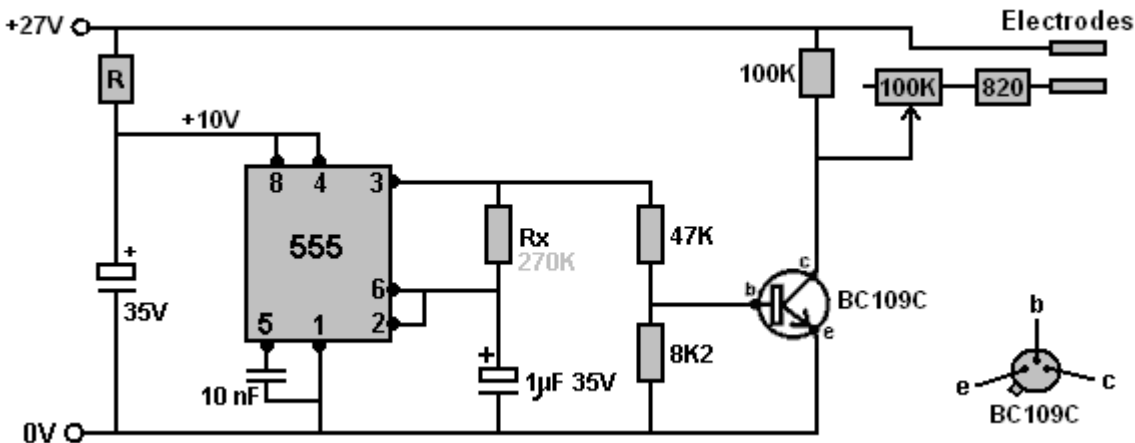 +27V
Electrodes
R
100K
100K
820
+10V
8
4
3
555
Rx
270K
47K
6
2
5
1
+
35V
c
b
BC109C
e
10 nF
+
1µF 35V
8K2
b
e
c
BC109C
0V